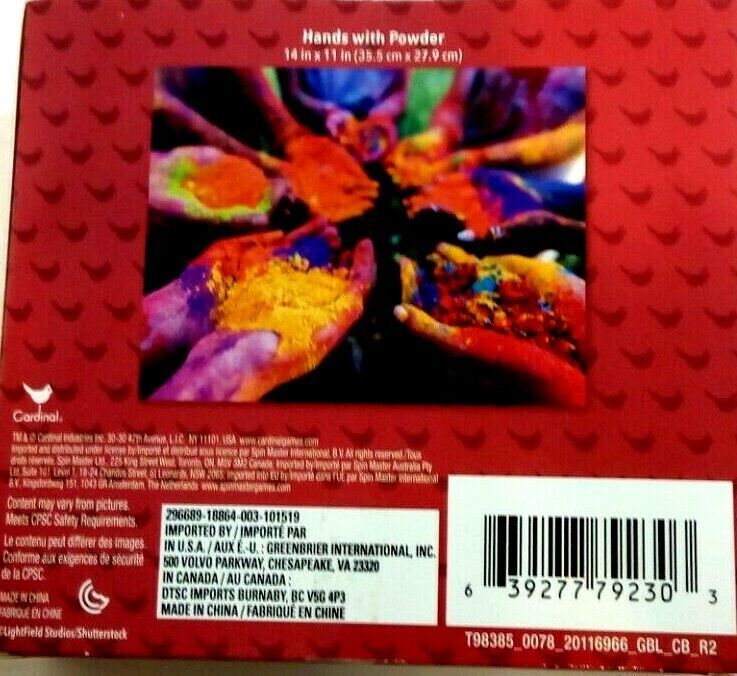 Hands with Powder
14 in x 11 in (35.5 cm x 27.9 cm)
Cardinal.
TM & © Cardinal Industries Inc. 30-30 47th Avenue, L.I.C. NY 11101, USA www.cardinalgames.com
Imported and distributed under license by/Importé et distribué sous licence par Spin Master International, B.V. All rights reserved./Tous
droits réservés. Spin Master Ltd., 225 King Street West, Toronto, ON, M5V 3M2 Canada. Imported by/Importé par Spin Master Australia Pty
Ltd, Suite 101, Level 1, 18-24 Chandos Street, St Leonards, NSW 2065. Imported into EU by/Importé dans l'UE par Spin Master International
B.V. Kingsfordweg 151, 1043 GR Amsterdam, The Netherlands www.spinmastergames.com
Content may vary from pictures.
Meets CPSC Safety Requirements.
Le contenu peut différer des images.
Conforme aux exigences de sécurité
de la CPSC.
MADE IN CHINA
FABRIQUÉ EN CHINE
©LightField Studios/Shutterstock
296689-18864-003-101519
IMPORTED BY / IMPORTÉ PAR
IN U.S.A. / AUX É.-U. : GREENBRIER INTERNATIONAL, INC.
500 VOLVO PARKWAY, CHESAPEAKE, VA 23320
IN CANADA / AU CANADA :
DTSC IMPORTS BURNABY, BC V5G 4P3
MADE IN CHINA / FABRIQUÉ EN CHINE
6 39277 79230 3
T98385_0078_20116966_GBL_CB_R2